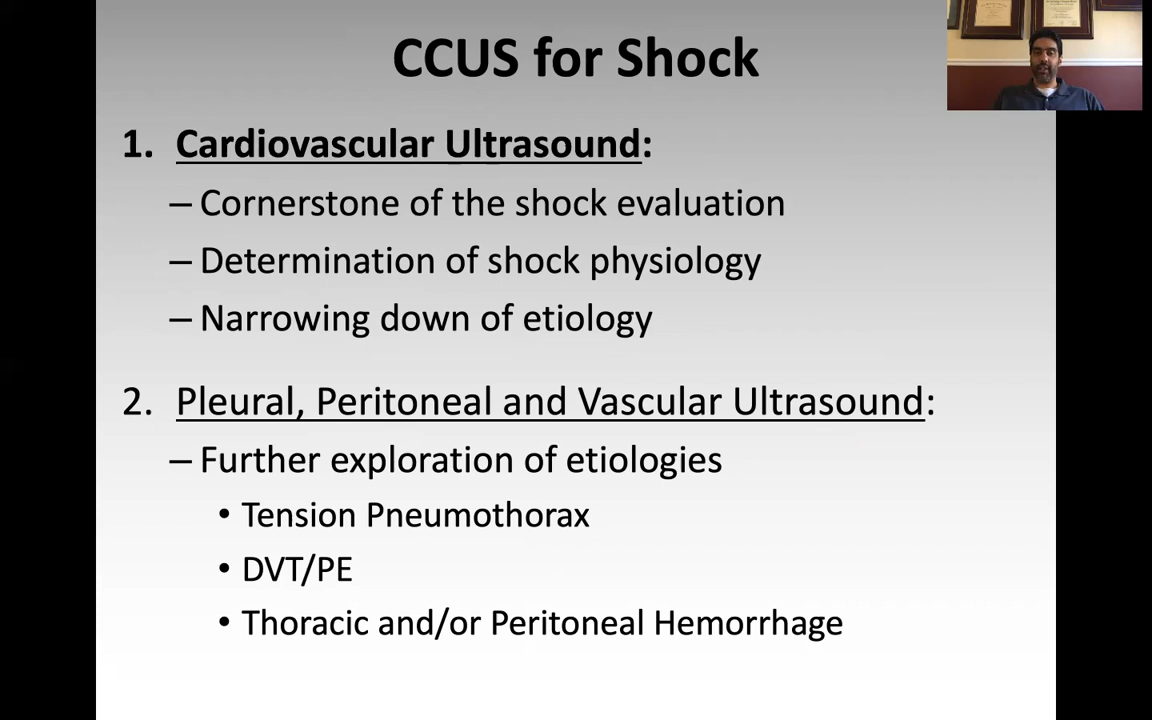 CCUS for Shock
1. Cardiovascular Ultrasound:
– Cornerstone of the shock evaluation
– Determination of shock physiology
– Narrowing down of etiology
2. Pleural, Peritoneal and Vascular Ultrasound:
– Further exploration of etiologies
• Tension Pneumothorax
• DVT/PE
• Thoracic and/or Peritoneal Hemorrhage